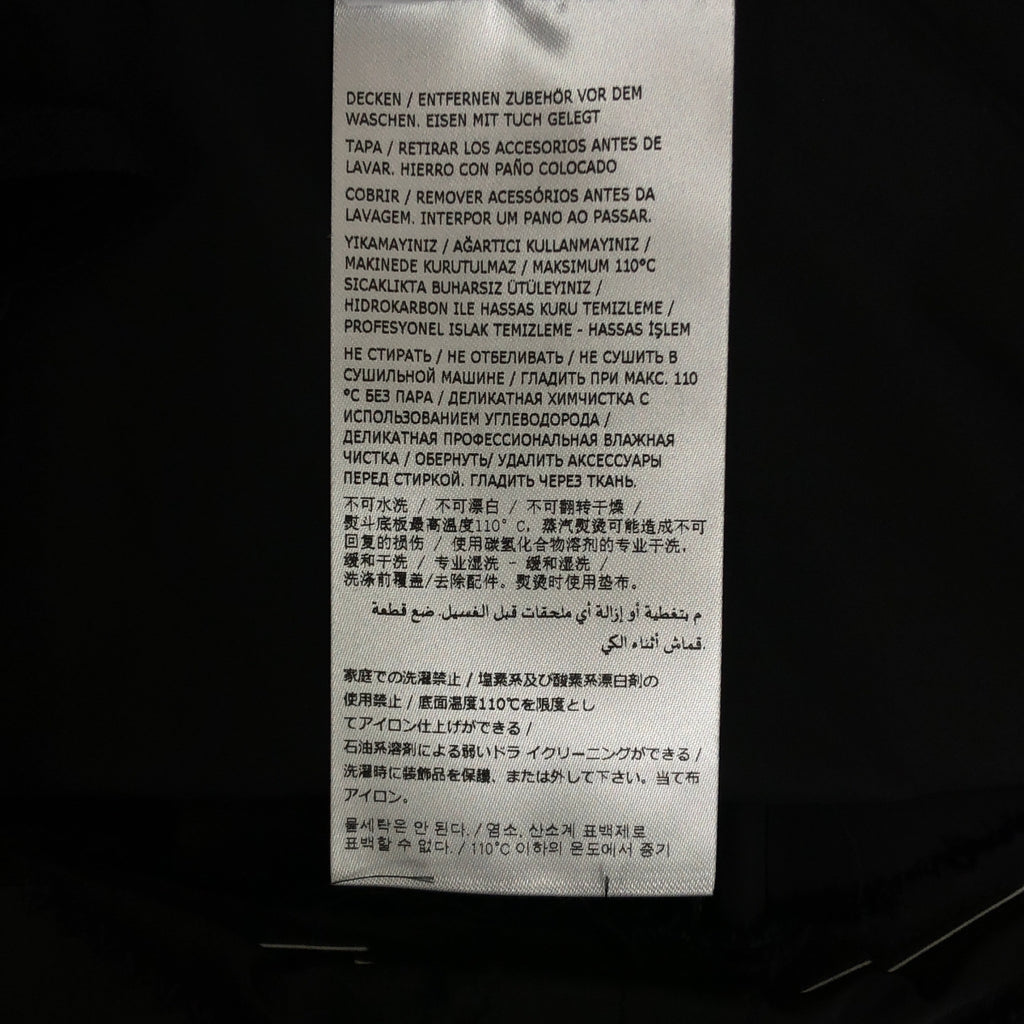 DECKEN / ENTFERNEN ZUBEHÖR VOR DEM
WASCHEN. EISEN MIT TUCH GELEGT
TAPA / RETIRAR LOS ACCESORIOS ANTES DE
LAVAR. HIERRO CON PAÑO COLOCADO
COBRIR / REMOVER ACESSÓRIOS ANTES DA
LAVAGEM. INTERPOR UM PANO AO PASSAR.
YIKAMAYINIZ / AĞARTICI KULLANMAYINIZ /
MAKINEDE KURUTULMAZ / MAKSIMUM 110°C
SICAKLIKTA BUHARSIZ ÜTÜLEYINIZ /
HIDROKARBON ILE HASSAS KURU TEMIZLEME /
PROFESYONEL ISLAK TEMIZLEME - HASSAS İŞLEM
НЕ СТИРАТЬ / НЕ ОТБЕЛИВАТЬ / НЕ СУШИТЬ В
СУШИЛЬНОЙ МАШИНЕ / ГЛАДИТЬ ПРИ МАКС. 110
°C БЕЗ ПАРА / ДЕЛИКАТНАЯ ХИМЧИСТКА С
ИСПОЛЬЗОВАНИЕМ УГЛЕВОДОРОДА /
ДЕЛИКАТНАЯ ПРОФЕССИОНАЛЬНАЯ ВЛАЖНАЯ
ЧИСТКА / ОБЕРНУТЬ/ УДАЛИТЬ АКСЕССУАРЫ
ПЕРЕД СТИРКОЙ. ГЛАДИТЬ ЧЕРЕЗ ТКАНЬ.
不可水洗 / 不可漂白 / 不可翻转干燥 /
熨斗底板最高温度110°C, 蒸汽熨烫可能造成不可
回复的损伤 / 使用碳氢化合物溶剂的专业干洗,
缓和干洗 / 专业湿洗 - 缓和湿洗 /
洗涤前覆盖/去除配件。熨烫时使用垫布。
م بتغطية أو إزالة أي ملحقات قبل الغسيل. ضع قطعة
قماش أثناء الكي.
家庭での洗濯禁止 / 塩素系及び酸素系漂白剤の
使用禁止 / 底面温度110℃を限度とし
てアイロン仕上げができる /
石油系溶剤による弱いドラ イクリーニングができる /
洗濯時に装飾品を保護、または外して下さい。当て布
アイロン。
물세탁은 안 된다. / 염소, 산소계 표백제로
표백할 수 없다. / 110°C 이하의 온도에서 증기